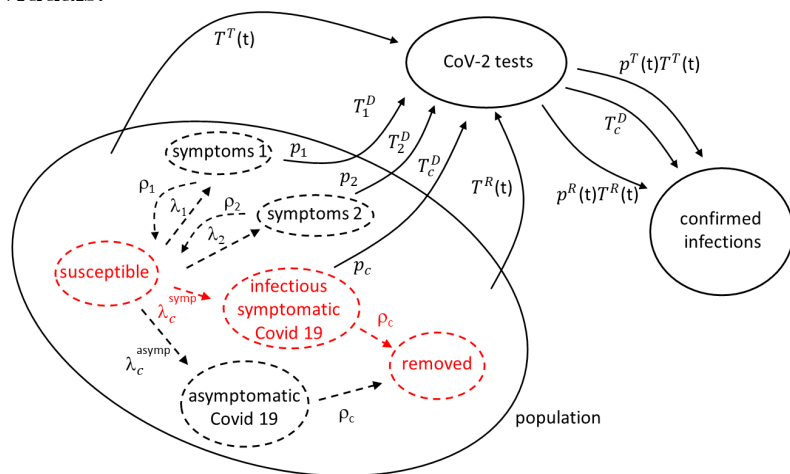 T^T(t)
CoV-2 tests
p^T(t)T^T(t)
T_1^D
T_2^D
T_c^D
T_c^D
symptoms 1
p_1
p_2
T^R(t)
p^R(t)T^R(t)
ρ_1
λ_1
ρ_2
λ_2
symptoms 2
confirmed
infections
susceptible
p_c
λ_c^symp
infectious
symptomatic
Covid 19
ρ_c
removed
λ_c^asymp
asymptomatic
Covid 19
ρ_c
population